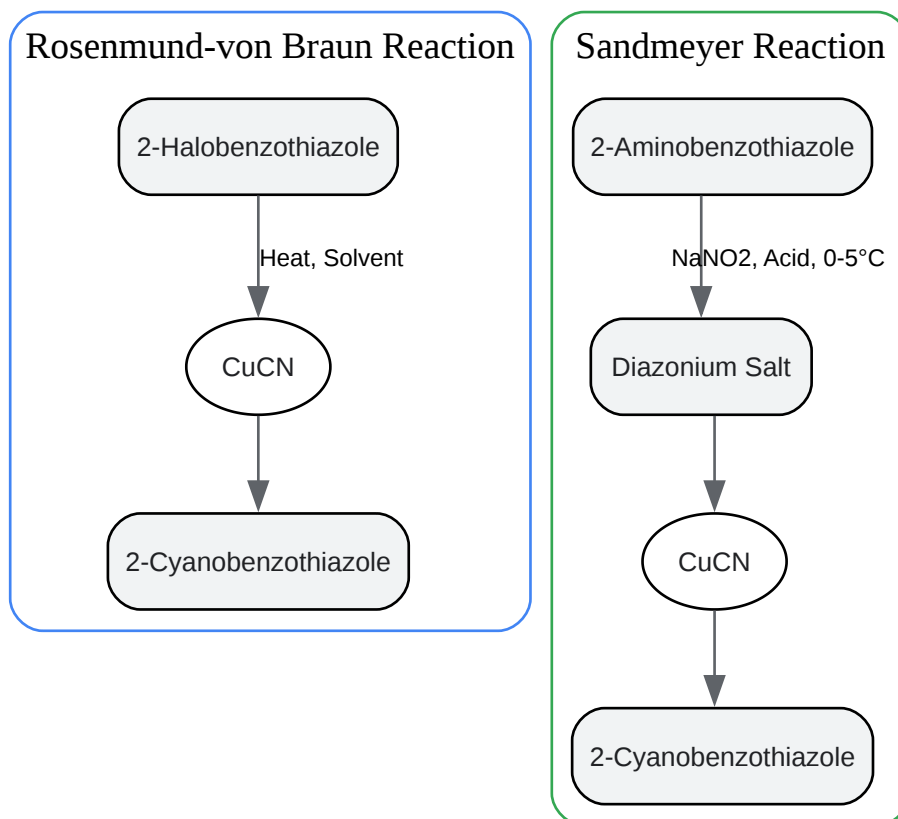 Rosenmund-von Braun Reaction
2-Halobenzothiazole
Heat, Solvent
CuCN
2-Cyanobenzothiazole
Sandmeyer Reaction
2-Aminobenzothiazole
NaNO2, Acid, 0-5°C
Diazonium Salt
CuCN
2-Cyanobenzothiazole